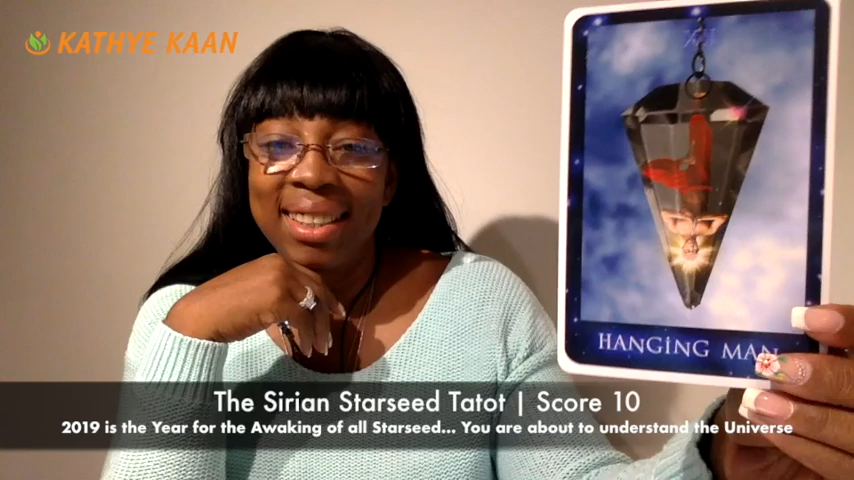 KATHYE KAAN
HANGiNG MAN
The Sirian Starseed Tatot | Score 10
2019 is the Year for the Awaking of all Starseed... You are about to understand the Universe